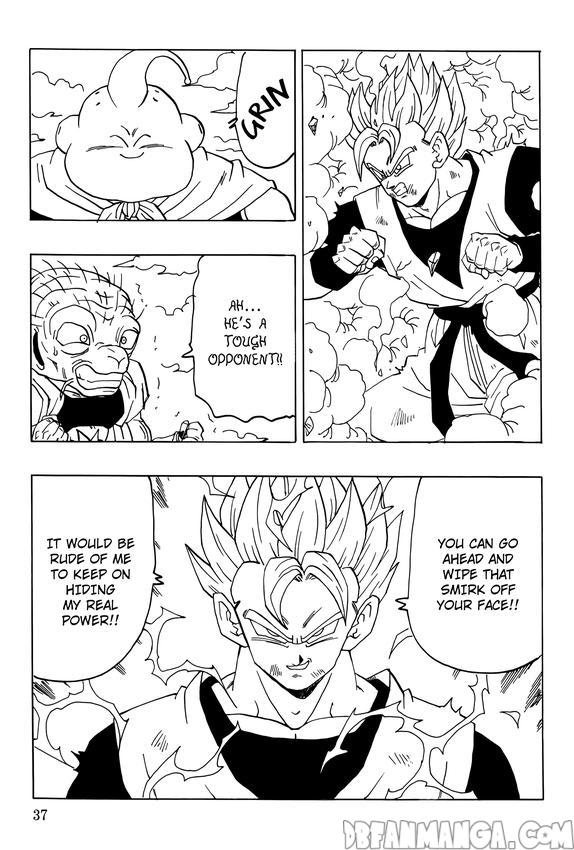 GRIN
AH...
HE'S A
TOUGH
OPPONENT!!
YOU CAN GO
AHEAD AND
WIPE THAT
SMIRK OFF
YOUR FACE!!
IT WOULD BE
RUDE OF ME
TO KEEP ON
HIDING
MY REAL
POWER!!
37
DBFANMANGA.COM
M